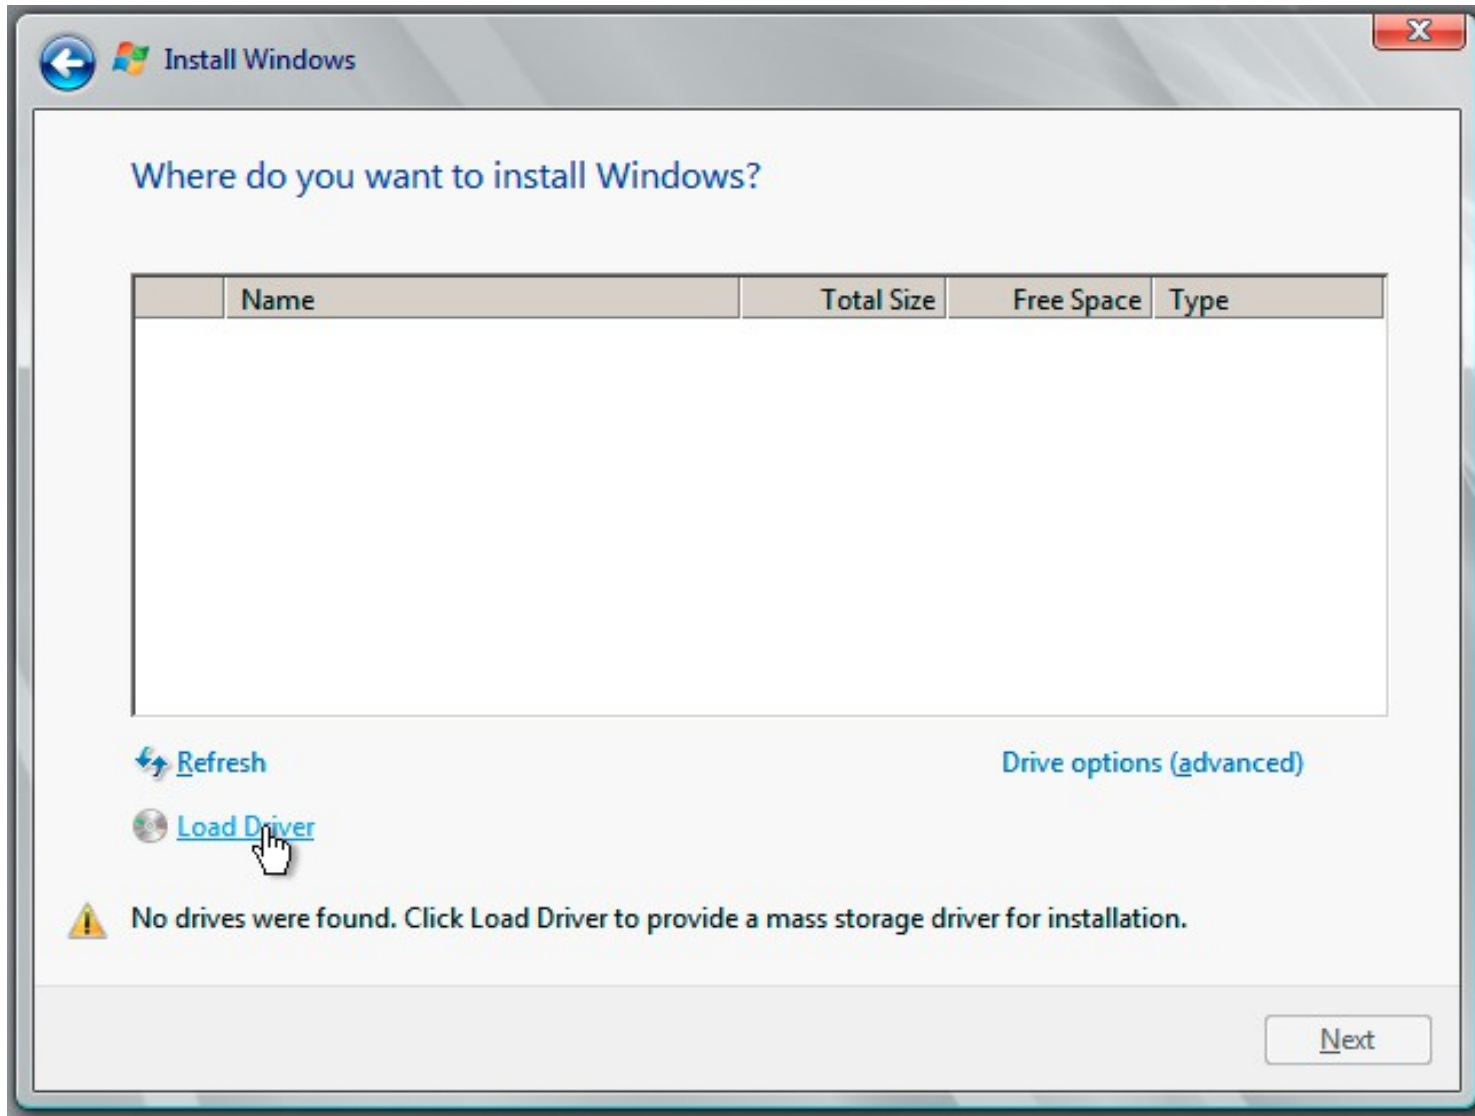 Install Windows
Where do you want to install Windows?
Name Total Size Free Space Type
Refresh Drive options (advanced)
Load Driver
No drives were found. Click Load Driver to provide a mass storage driver for installation.
Next